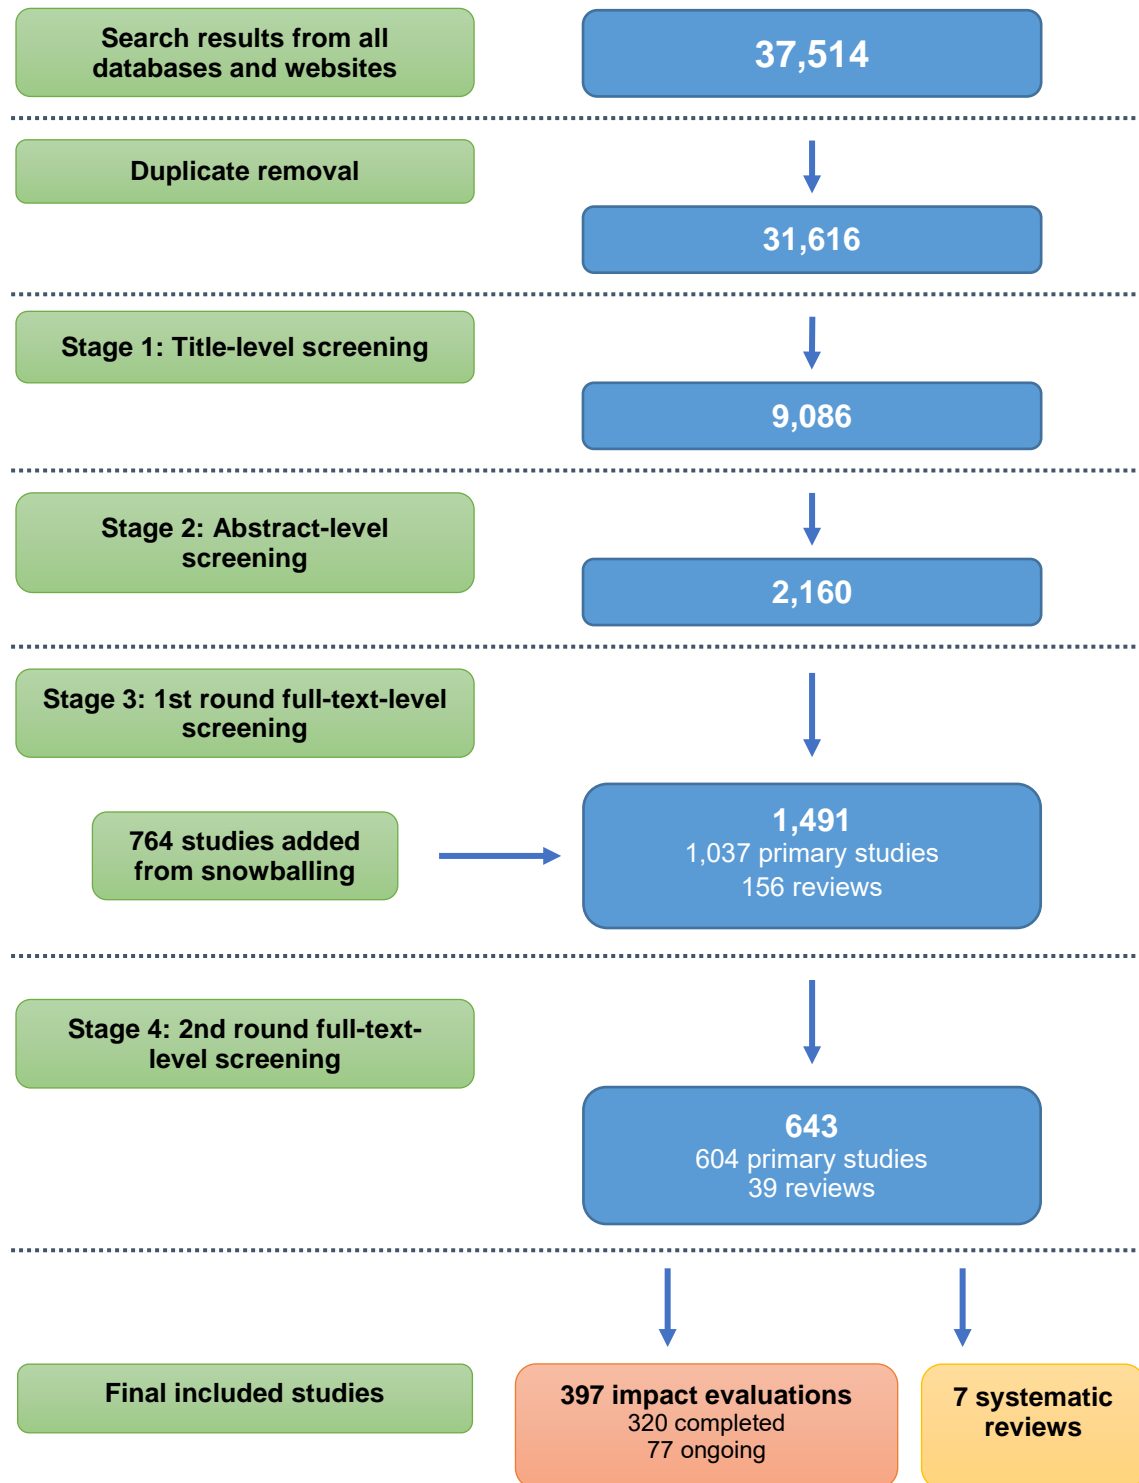 Search results from all
databases and websites
37,514
Duplicate removal
31,616
Stage 1: Title-level screening
9,086
Stage 2: Abstract-level
screening
2,160
Stage 3: 1st round full-text-level
screening
764 studies added
from snowballing
1,491
1,037 primary studies
156 reviews
Stage 4: 2nd round full-text-
level screening
643
604 primary studies
39 reviews
Final included studies
397 impact evaluations
320 completed
77 ongoing
7 systematic
reviews